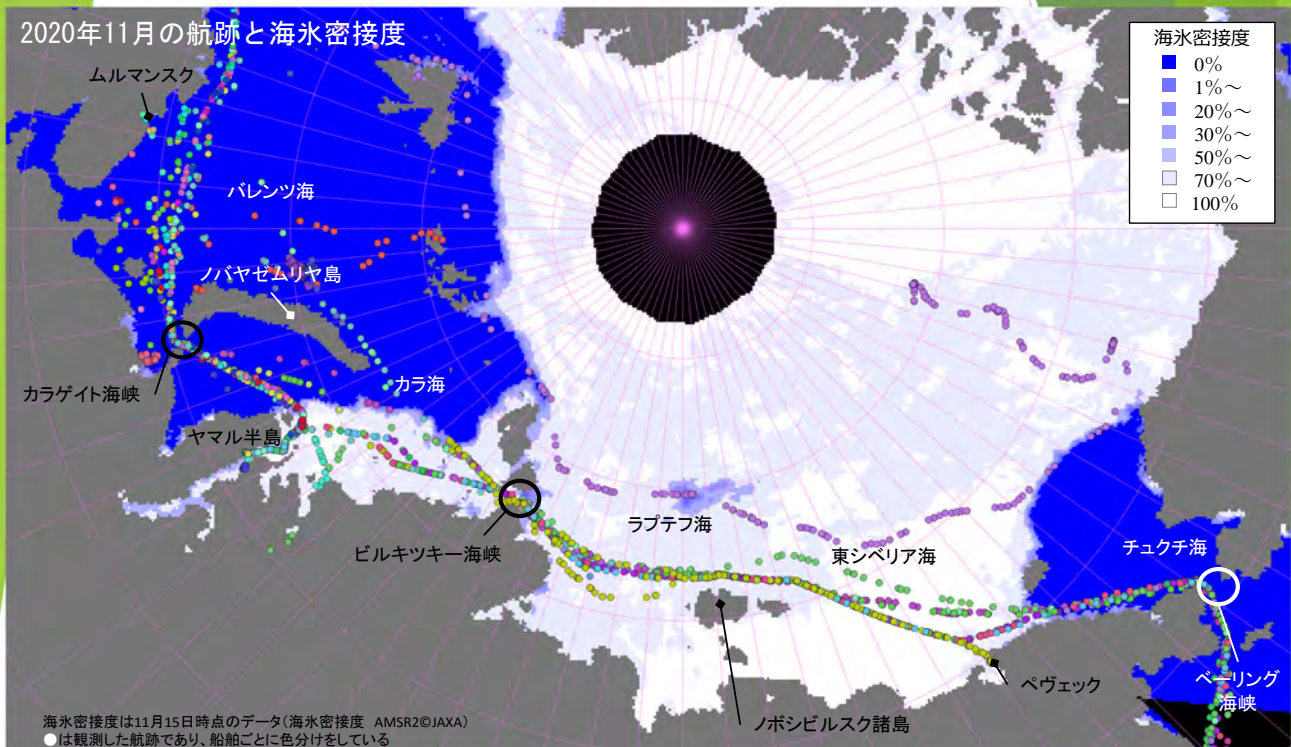 2020年11月の航跡と海氷密接度
海氷密接度
0%
1%～
20%～
30%～
50%～
70%～
100%
ムルマンスク
バレンツ海
ノバヤゼムリヤ島
カラゲイト海峡
カラ海
ヤマル半島
ビルキツキー海峡
ラプテフ海
東シベリア海
チュクチ海
ペヴェック
ベーリング
海峡
ノボシビルスク諸島
海氷密接度は11月15日時点のデータ(海氷密接度 AMSR2©JAXA)
●は観測した航跡であり、船舶ごとに色分けをしている